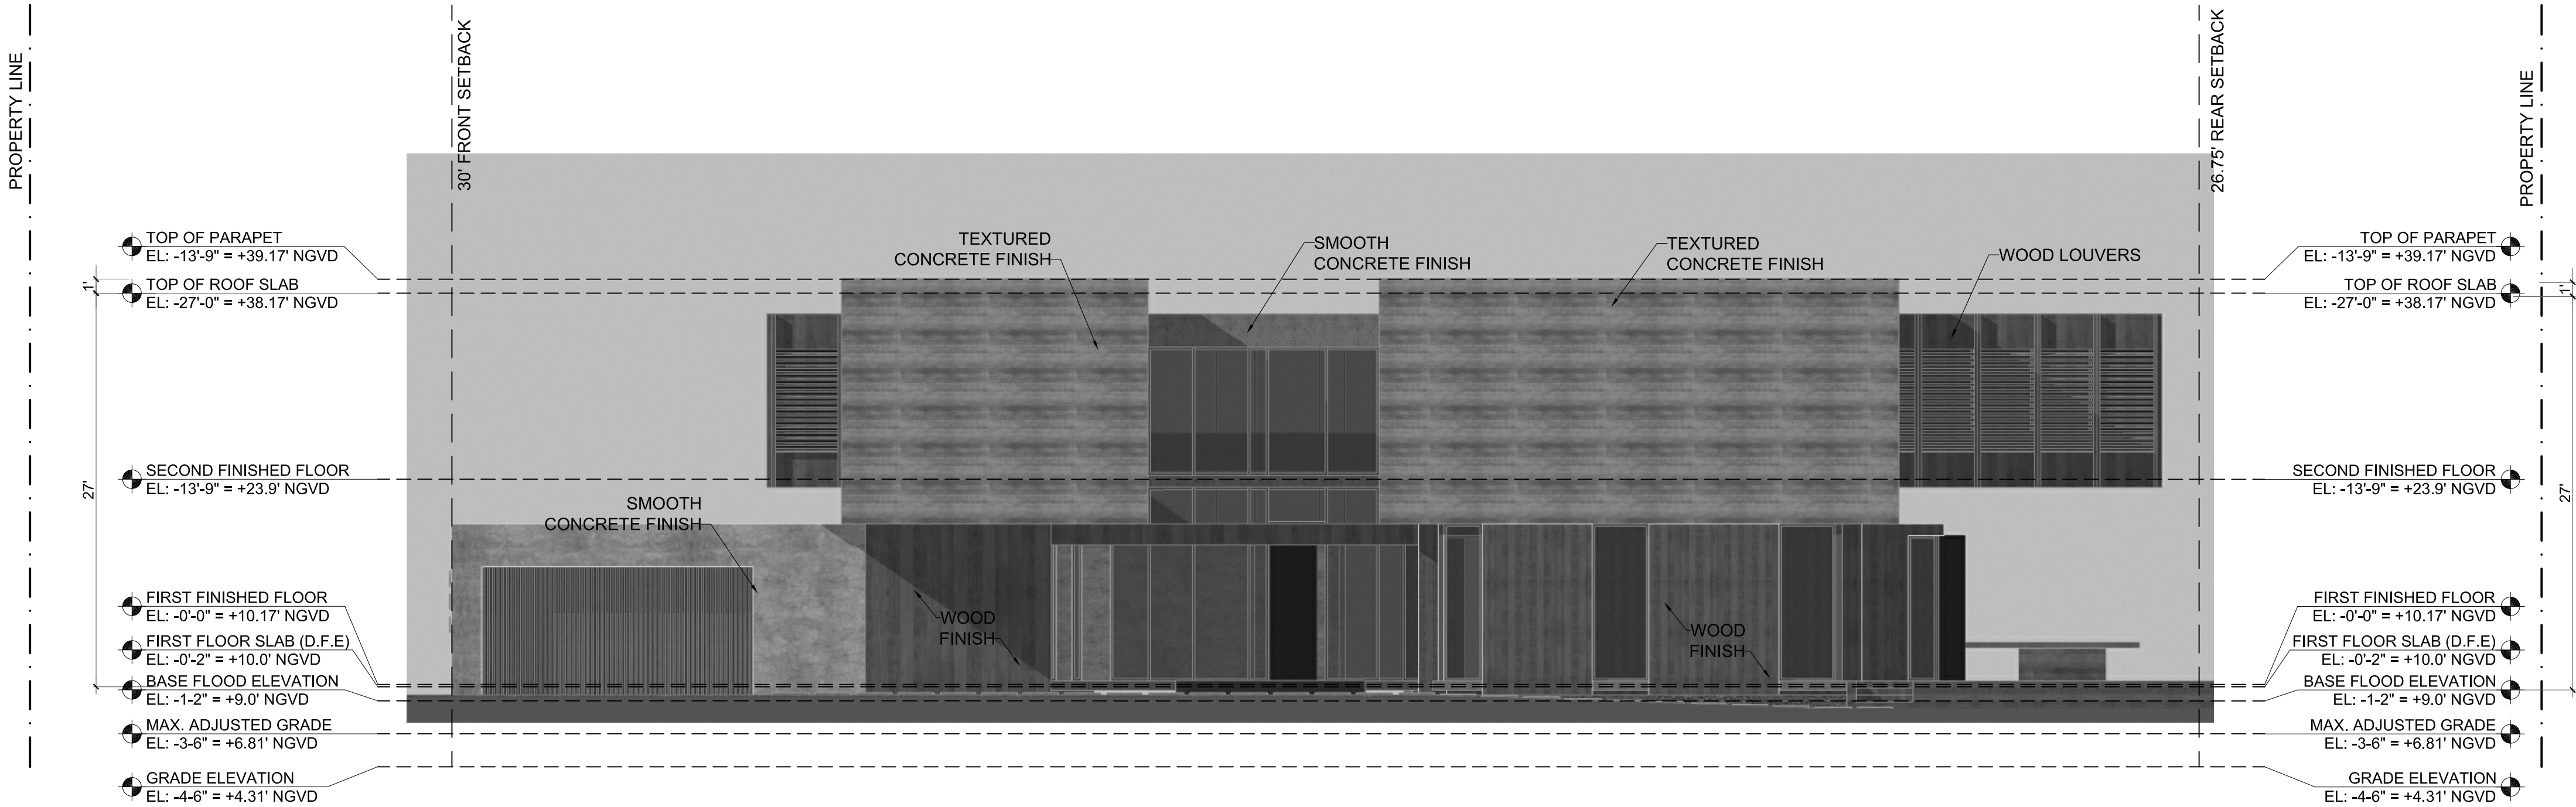 PROPERTY LINE
30' FRONT SETBACK
26.75' REAR SETBACK
PROPERTY LINE
TOP OF PARAPET
EL: -13'-9" = +39.17' NGVD
TOP OF ROOF SLAB
EL: -27'-0" = +38.17' NGVD
1'
27'
SECOND FINISHED FLOOR
EL: -13'-9" = +23.9' NGVD
FIRST FINISHED FLOOR
EL: -0'-0" = +10.17' NGVD
FIRST FLOOR SLAB (D.F.E)
EL: -0'-2" = +10.0' NGVD
BASE FLOOD ELEVATION
EL: -1-2" = +9.0' NGVD
MAX. ADJUSTED GRADE
EL: -3-6" = +6.81' NGVD
GRADE ELEVATION
EL: -4-6" = +4.31' NGVD
TEXTURED
CONCRETE FINISH
SMOOTH
CONCRETE FINISH
TEXTURED
CONCRETE FINISH
WOOD LOUVERS
SMOOTH
CONCRETE FINISH
WOOD
FINISH
WOOD
FINISH
TOP OF PARAPET
EL: -13'-9" = +39.17' NGVD
TOP OF ROOF SLAB
EL: -27'-0" = +38.17' NGVD
1'
27'
SECOND FINISHED FLOOR
EL: -13'-9" = +23.9' NGVD
FIRST FINISHED FLOOR
EL: -0'-0" = +10.17' NGVD
FIRST FLOOR SLAB (D.F.E)
EL: -0'-2" = +10.0' NGVD
BASE FLOOD ELEVATION
EL: -1-2" = +9.0' NGVD
MAX. ADJUSTED GRADE
EL: -3-6" = +6.81' NGVD
GRADE ELEVATION
EL: -4-6" = +4.31' NGVD